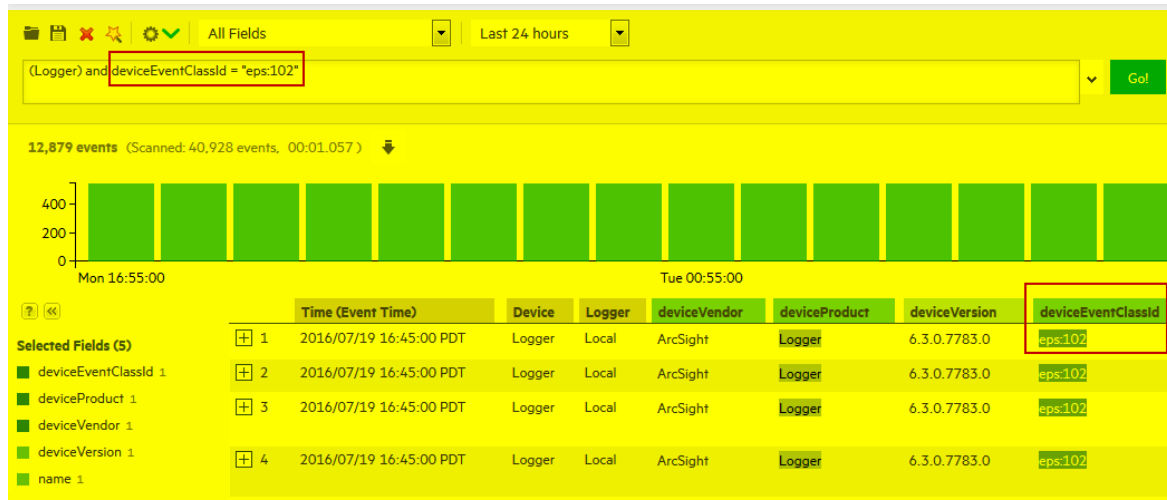 All Fields Last 24 hours
(Logger) and deviceEventClassId = "eps:102"
Go!
12,879 events (Scanned: 40,928 events, 00:01.057 )
400
200
0
Mon 16:55:00 Tue 00:55:00
? «
Time (Event Time) Device Logger deviceVendor deviceProduct deviceVersion deviceEventClassId
1 2016/07/19 16:45:00 PDT Logger Local ArcSight Logger 6.3.0.7783.0 eps:102
Selected Fields (5)
deviceEventClassId 1
2 2016/07/19 16:45:00 PDT Logger Local ArcSight Logger 6.3.0.7783.0 eps:102
deviceProduct 1
3 2016/07/19 16:45:00 PDT Logger Local ArcSight Logger 6.3.0.7783.0 eps:102
deviceVendor 1
deviceVersion 1
4 2016/07/19 16:45:00 PDT Logger Local ArcSight Logger 6.3.0.7783.0 eps:102
name 1